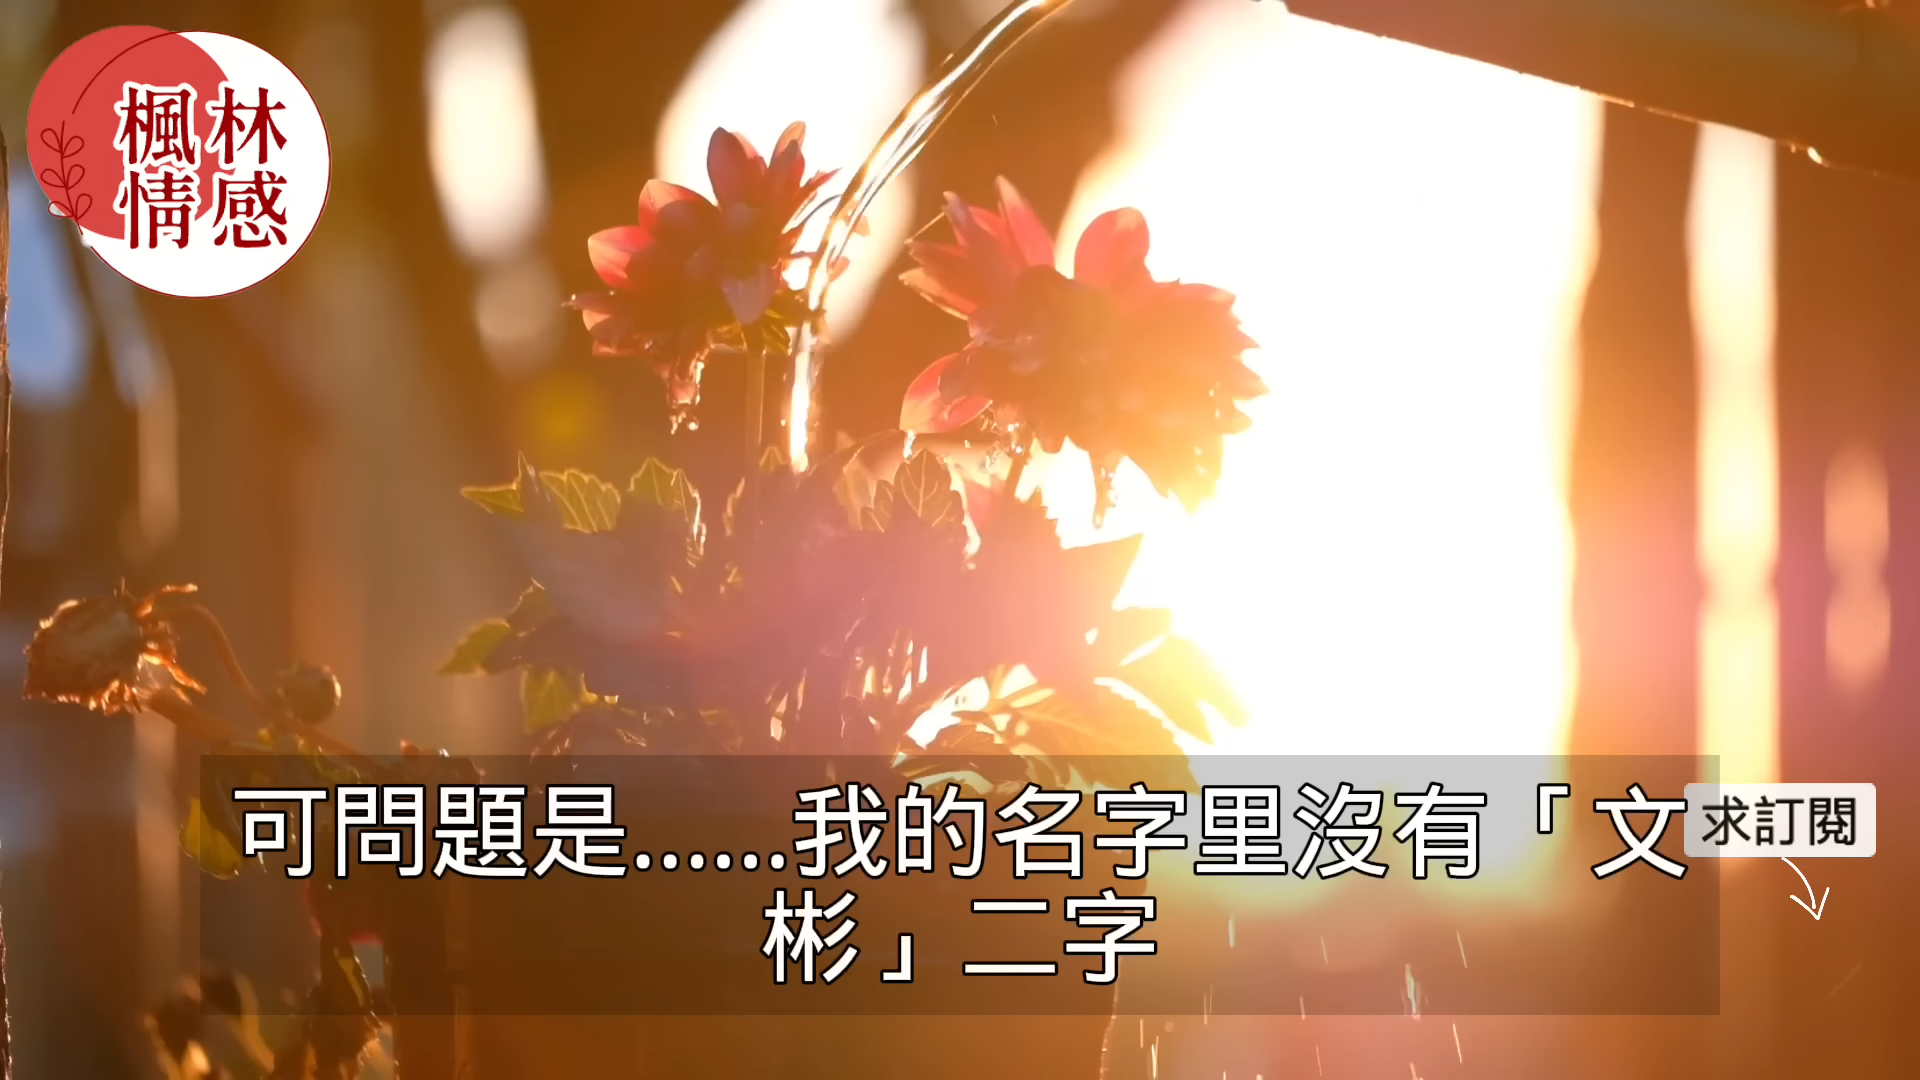 楓林
情感
可問題是......我的名字里沒有「文
彬」二字
求訂閱